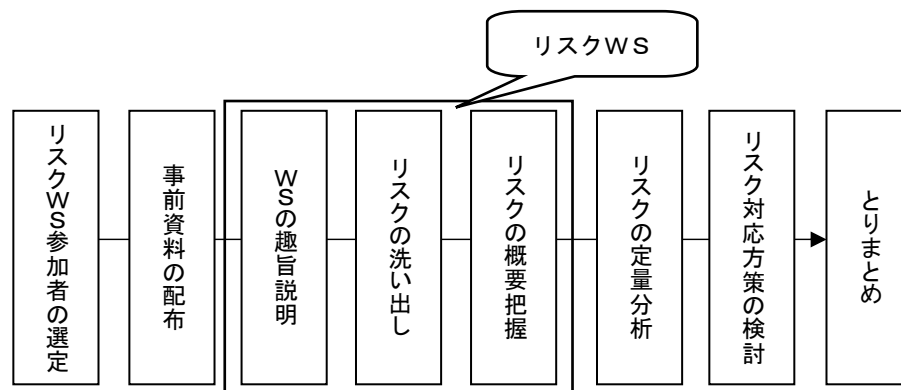 リスクＷＳ
リスクＷＳ参加者の選定
事前資料の配布
ＷＳの趣旨説明
リスクの洗い出し
リスクの概要把握
リスクの定量分析
リスク対応方策の検討
とりまとめ